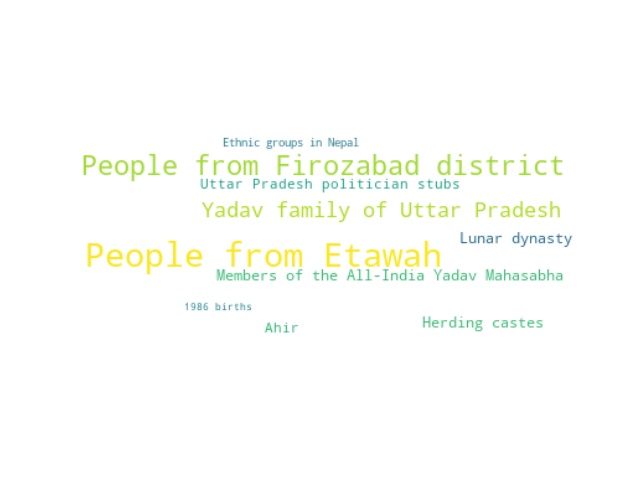 Ethnic groups in Nepal
People from Firozabad district
Uttar Pradesh politician stubs
Yadav family of Uttar Pradesh
Lunar dynasty
People from Etawah
Members of the All-India Yadav Mahasabha
1986 births
Herding castes
Ahir